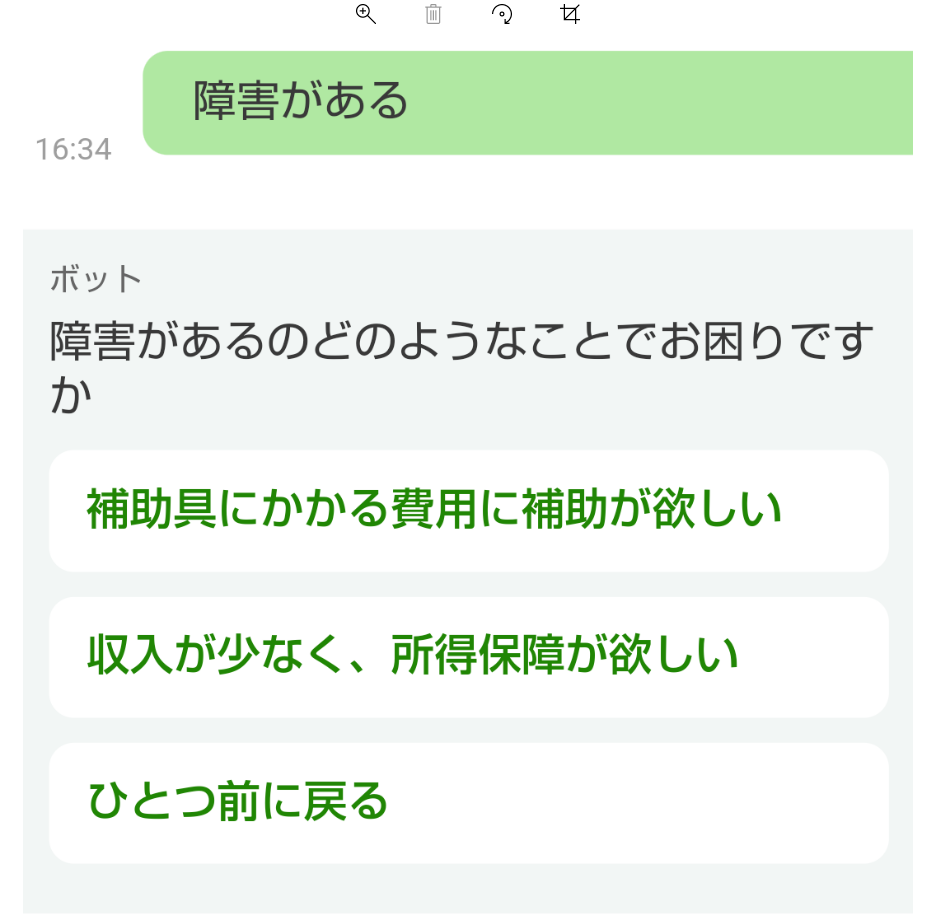 障害がある
16:34
ボット
障害があるのどのようなことでお困りです
か
補助具にかかる費用に補助が欲しい
収入が少なく、所得保障が欲しい
ひとつ前に戻る